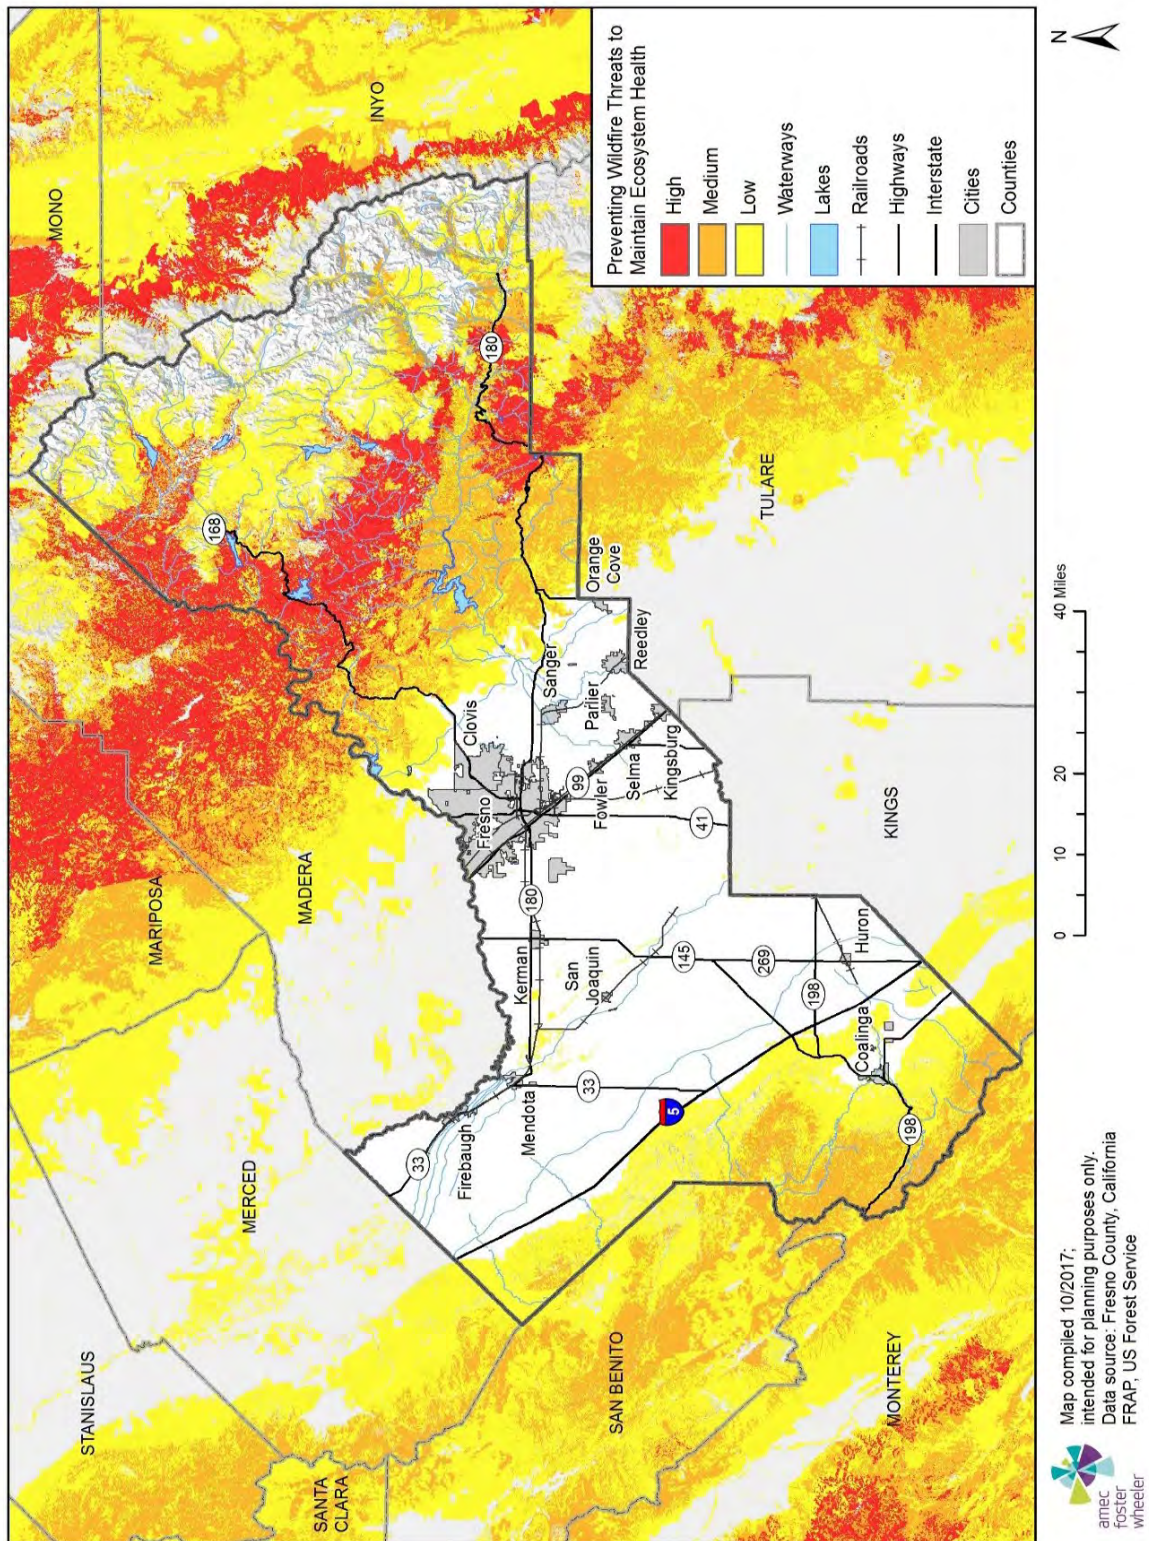 MONO
INYO
STANISLAUS
MERCED
MARIPOSA
MADERA
SANTA
CLARA
SAN BENITO
MONTEREY
KINGS
TULARE
168
180
33
Firebaugh
Mendota
Kerman
180
San
Joaquin
Fresno
Clovis
Sanger
99
Fowler
Parlier
Selma
Reedley
Kingsburg
Orange
Cove
41
33
5
145
269
198
Huron
Coalinga
198
Preventing Wildfire Threats to
Maintain Ecosystem Health
High
Medium
Low
Waterways
Lakes
Railroads
Highways
Interstate
Cities
Counties
N
0 10 20 40 Miles
amec
foster
wheeler
Map compiled 10/2017;
intended for planning purposes only.
Data source: Fresno County, California
FRAP, US Forest Service